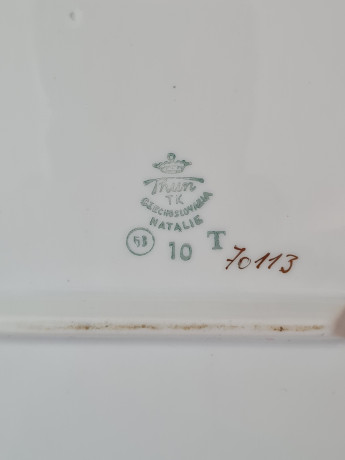 Thun
TK
CZECHOSLOVAKIA
NATALIE
53 10 T 70113